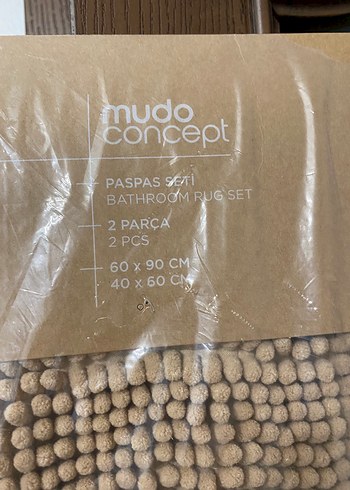 mudo
concept
PASPAS SETİ
BATHROOM RUG SET
2 PARÇA
2 PCS
60 x 90 CM
40 x 60 CM